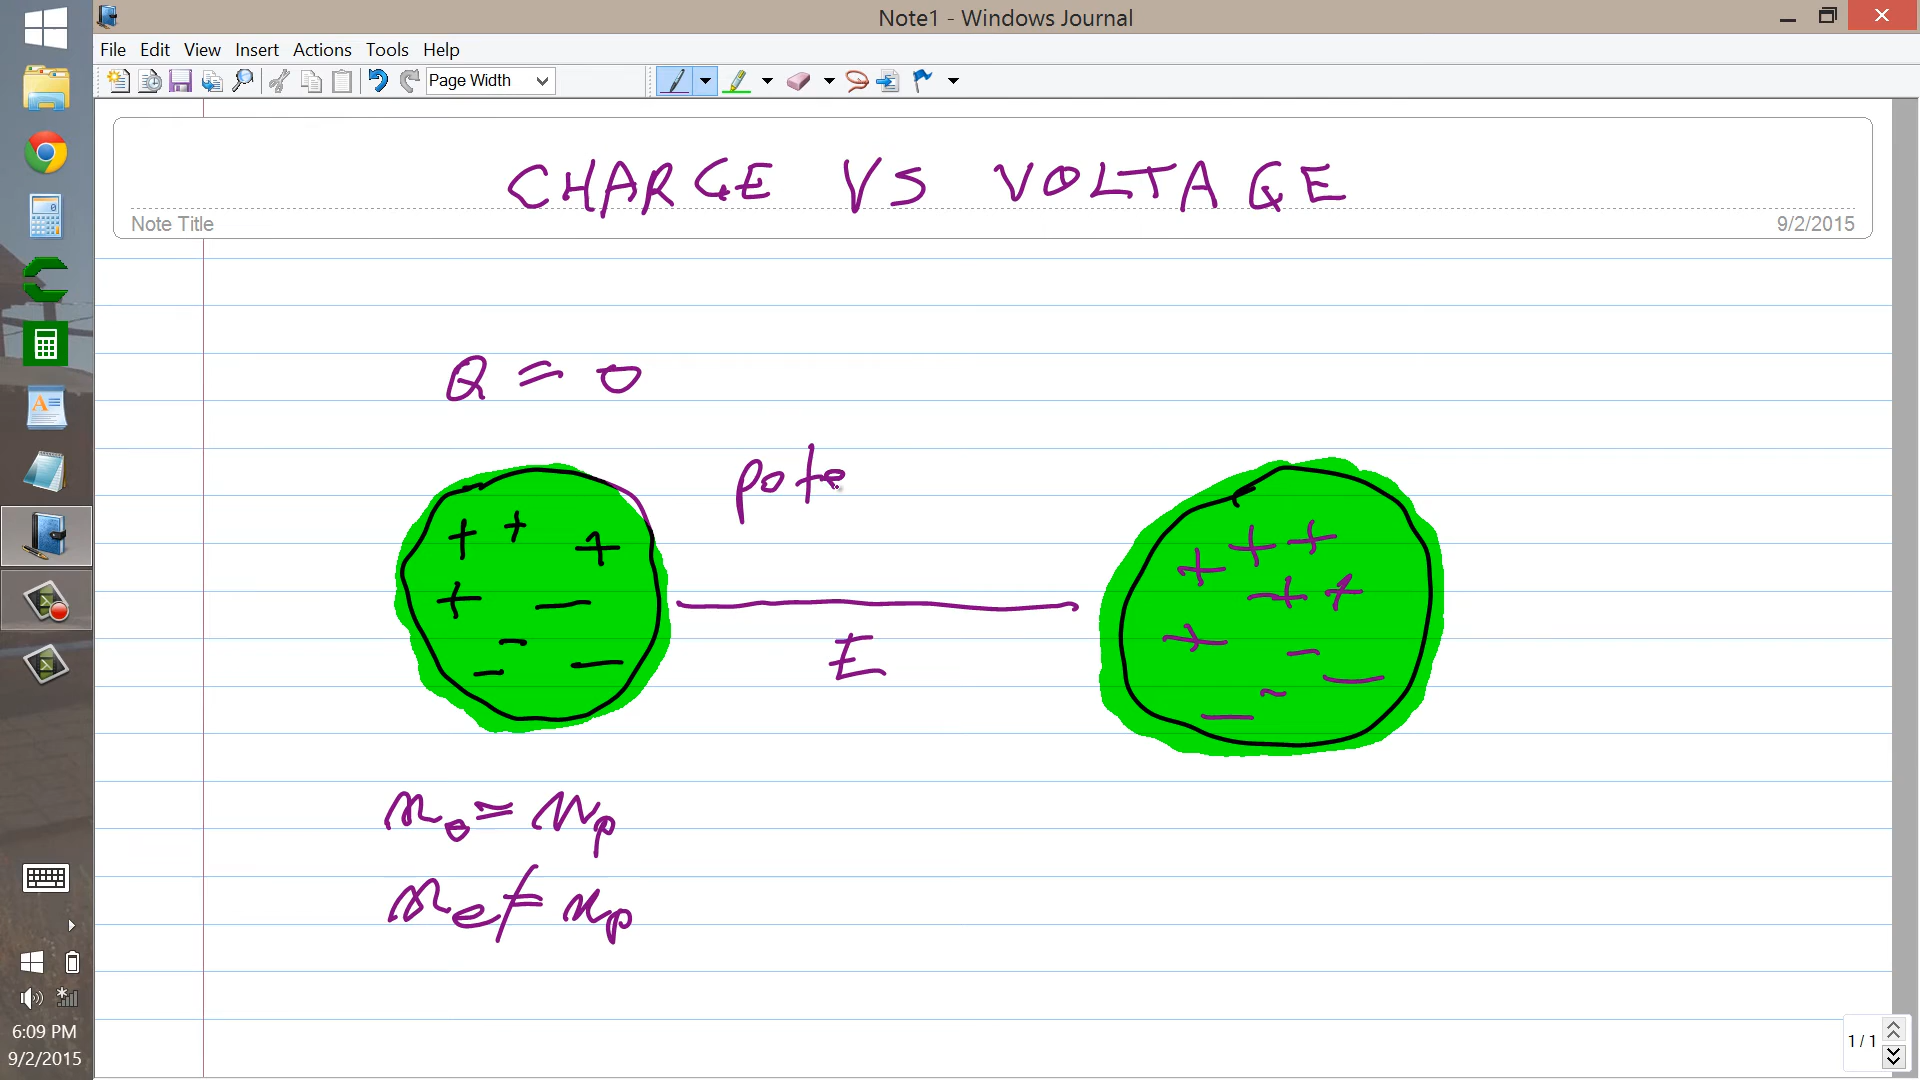 Note1 - Windows Journal
File Edit View Insert Actions Tools Help
Page Width
CHARGE VS VOLTAGE
Note Title
9/2/2015
Q = 0
pote
+ + +
+ −
− − −
E
+ + +
+ +
+ −
− −
−
ne = np
ne ≠ np
6:09 PM
9/2/2015
1 / 1